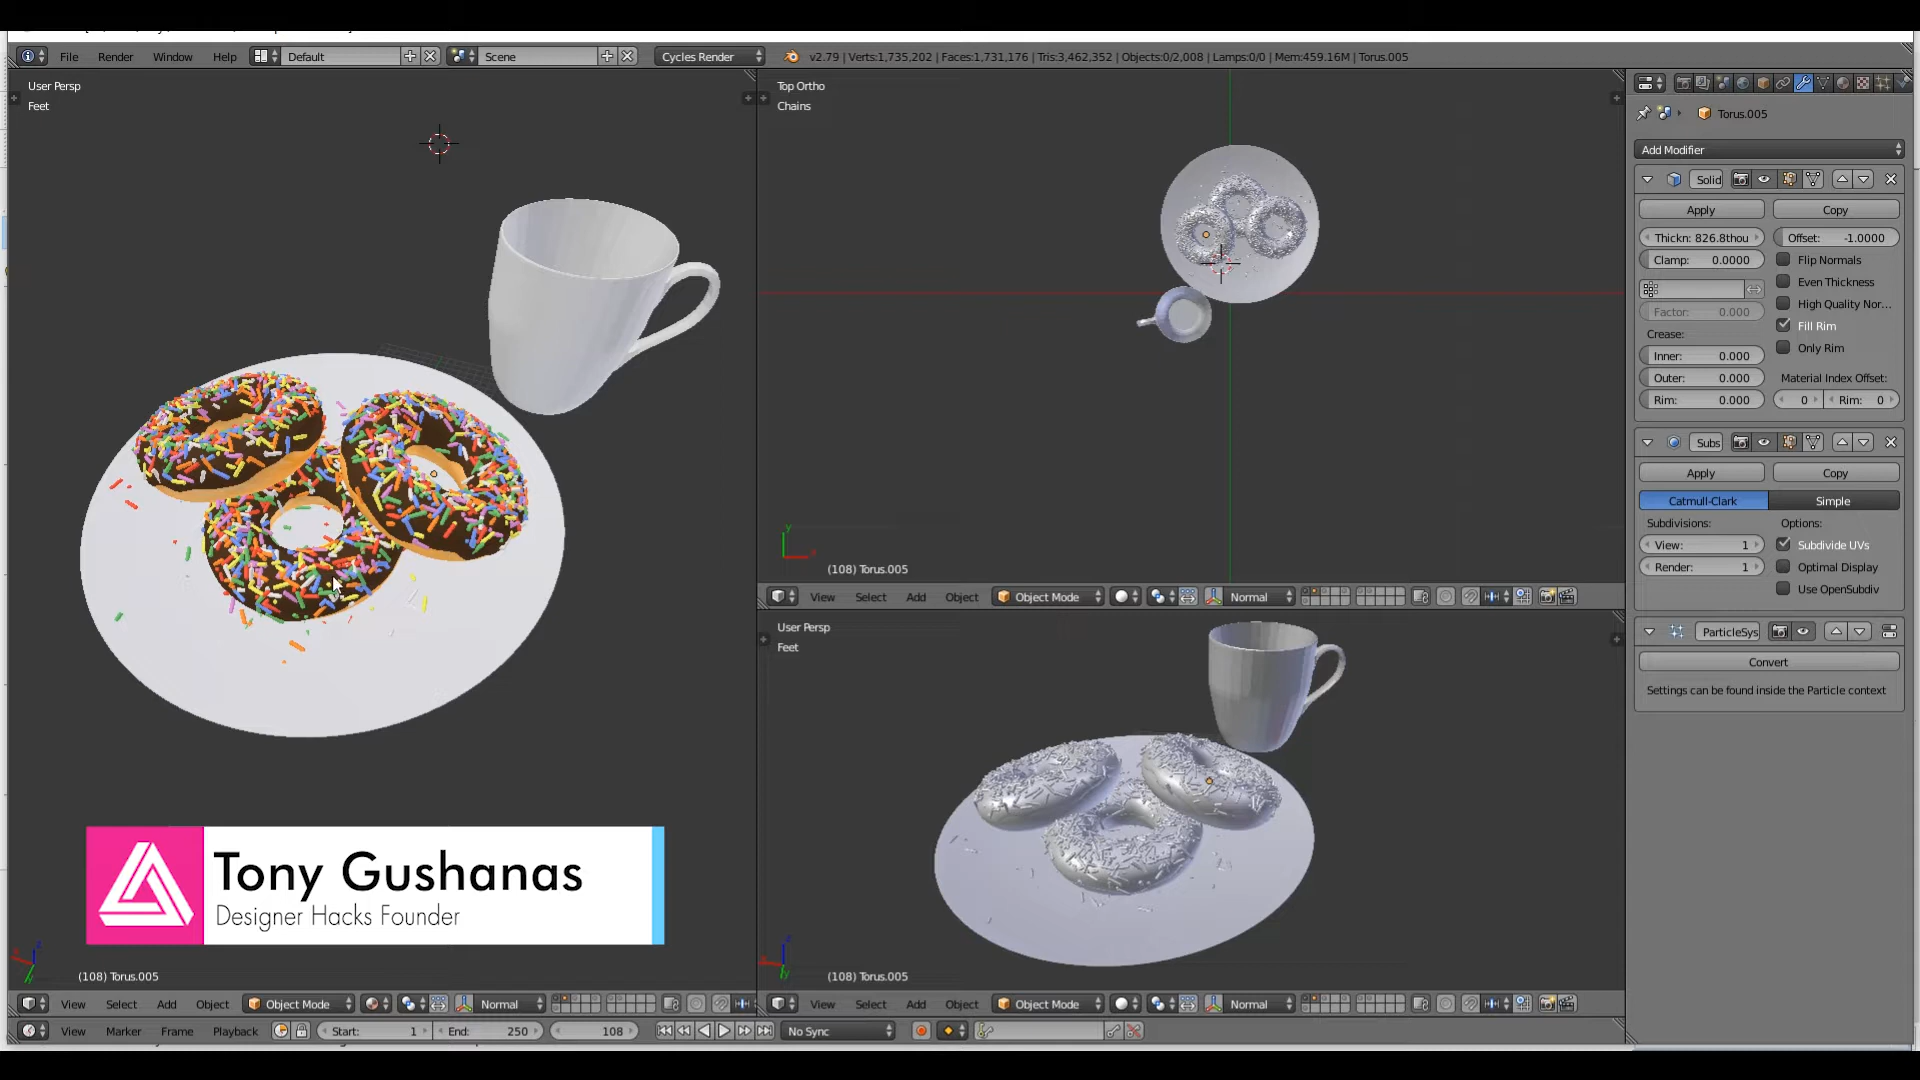 File Render Window Help Default Scene Cycles Render v2.79 | Verts:1,735,202 | Faces:1,731,176 | Tris:3,462,352 | Objects:0/2,008 | Lamps:0/0 | Mem:459.16M | Torus.005
User Persp
Feet
Tony Gushanas
Designer Hacks Founder
(108) Torus.005
View Select Add Object Object Mode Normal
Top Ortho
Chains
(108) Torus.005
View Select Add Object Object Mode Normal
User Persp
Feet
(108) Torus.005
View Select Add Object Object Mode Normal
View Marker Frame Playback Start: 1 End: 250 108 No Sync
Torus.005
Add Modifier
Solid
Apply Copy
Thickn: 826.8thou Offset: -1.0000
Clamp: 0.0000 Flip Normals
Even Thickness
High Quality Nor...
Factor: 0.000 Fill Rim
Crease: Only Rim
Inner: 0.000
Outer: 0.000 Material Index Offset:
Rim: 0.000 0 Rim: 0
Subs
Apply Copy
Catmull-Clark Simple
Subdivisions: Options:
View: 1 Subdivide UVs
Render: 1 Optimal Display
Use OpenSubdiv
ParticleSys
Convert
Settings can be found inside the Particle context